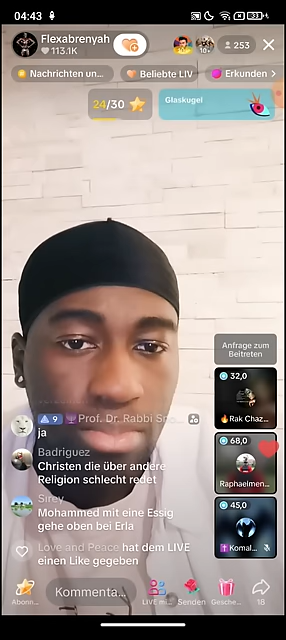 04:43
33
Flexabrenyah
113.1K
10+
253
Nachrichten un...
Beliebte LIV
Erkunden
24/30
Glaskugel
Anfrage zum
Beitreten
32,0
Rak Chaz...
68,0
Raphaelmen...
45,0
Komal...
9 Prof. Dr. Rabbi
ja
Badriguez
Christen die über andere
Religion schlecht redet
Sirey
Mohammed mit eine Essig
gehe oben bei Erla
Love and Peace hat dem LIVE
einen Like gegeben
Abonn...
Kommenta...
LIVE mi...
Senden
Gesche...
18